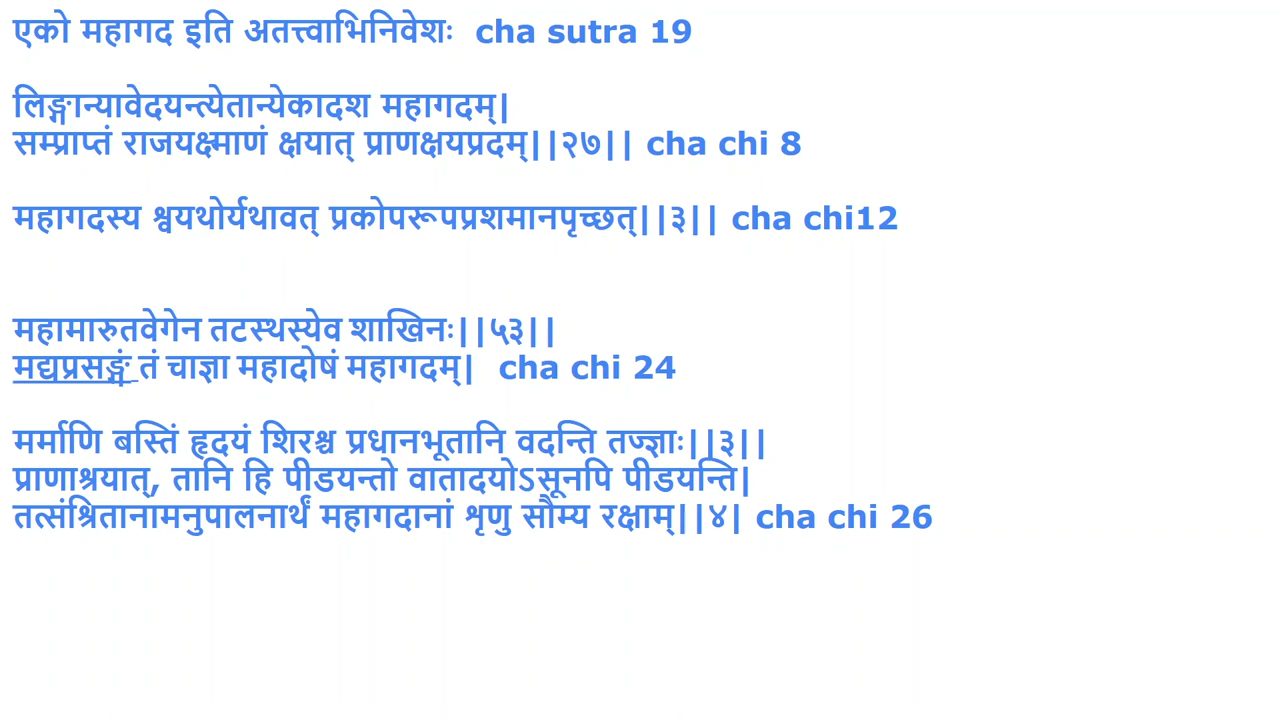 एको महागद इति अतत्त्वाभिनिवेशः cha sutra 19
लिङ्गान्यावेदयन्त्येतान्येकादश महागदम्|
सम्प्राप्तं राजयक्ष्माणं क्षयात् प्राणक्षयप्रदम्||२७|| cha chi 8
महागदस्य श्वयथोर्यथावत् प्रकोपरूपप्रशमानपृच्छत्||३|| cha chi12
महामारुतवेगेन तटस्थस्येव शाखिनः||५३||
मद्यप्रसङ्गं तं चाज्ञा महादोषं महागदम्| cha chi 24
मर्माणि बस्तिं हृदयं शिरश्च प्रधानभूतानि वदन्ति तज्ज्ञाः||३||
प्राणाश्रयात्, तानि हि पीडयन्तो वातादयोऽसूनपि पीडयन्ति|
तत्संश्रितानामनुपालनार्थं महागदानां शृणु सौम्य रक्षाम्||४| cha chi 26